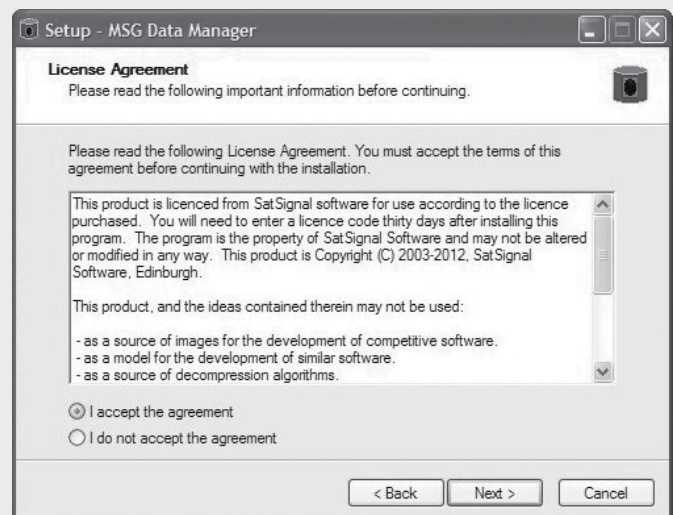 Setup - MSG Data Manager
License Agreement
Please read the following important information before continuing.
Please read the following License Agreement. You must accept the terms of this
agreement before continuing with the installation.
This product is licenced from SatSignal software for use according to the licence
purchased. You will need to enter a licence code thirty days after installing this
program. The program is the property of SatSignal Software and may not be altered
or modified in any way. This product is Copyright (C) 2003-2012, SatSignal
Software, Edinburgh.
This product, and the ideas contained therein may not be used:
- as a source of images for the development of competitive software.
- as a model for the development of similar software.
- as a source of decompression algorithms.
I accept the agreement
I do not accept the agreement
< Back
Next >
Cancel